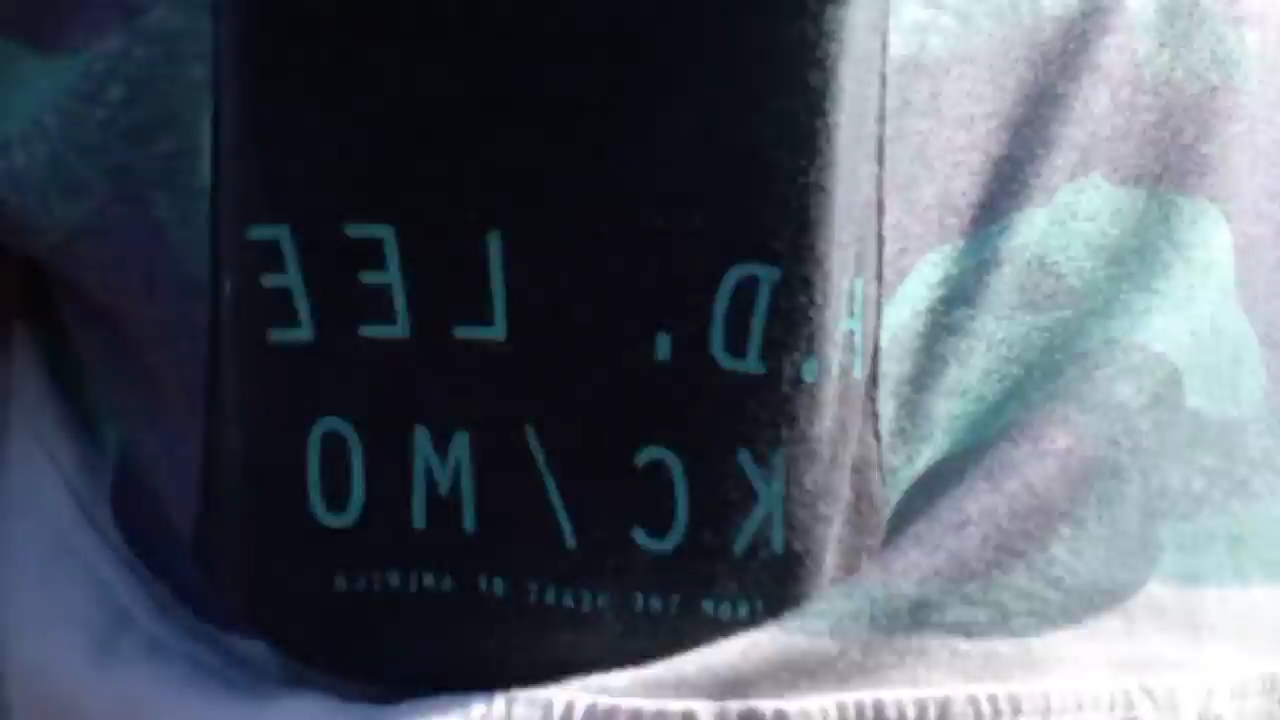 H.D. LEE
KC/MO
FROM THE HEART OF AMERICA